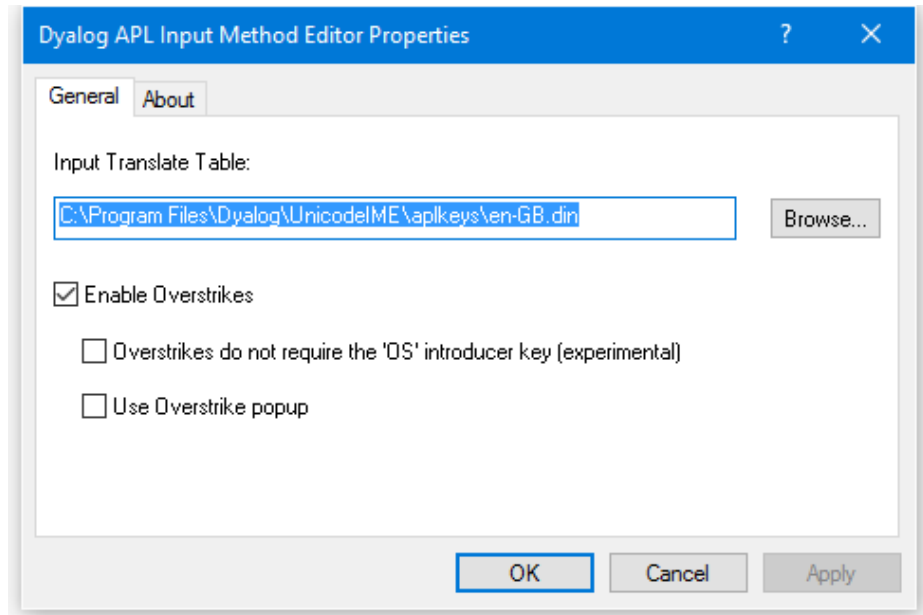 Dyalog APL Input Method Editor Properties ?
General About
Input Translate Table:
C:\Program Files\Dyalog\UnicodeIME\aplkeys\en-GB.din Browse...
Enable Overstrikes
Overstrikes do not require the 'OS' introducer key (experimental)
Use Overstrike popup
OK Cancel Apply